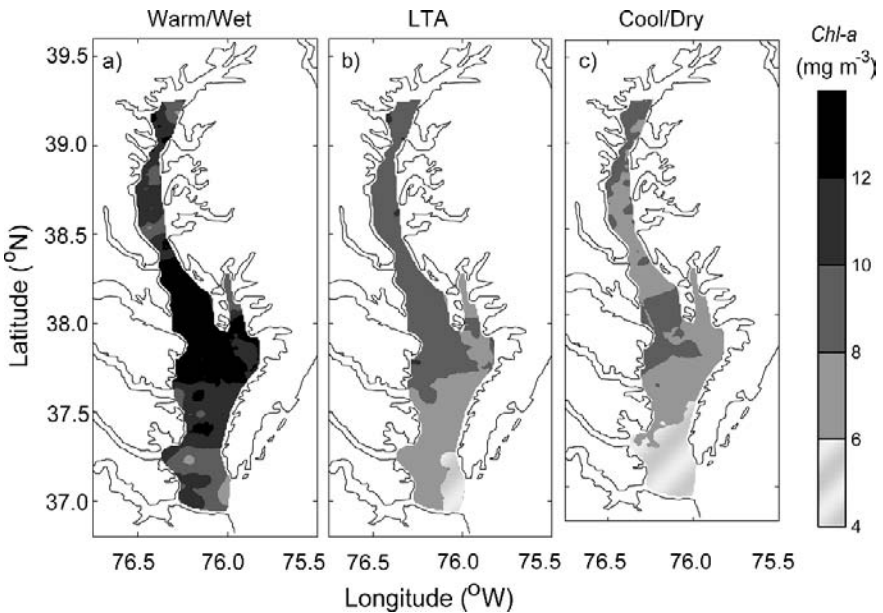 Warm/Wet LTA Cool/Dry
Chl-a
(mg m-3)
a) b) c)
39.5
39.0
38.5
38.0
37.5
37.0
Latitude (°N)
12
10
8
6
4
76.5 76.0 75.5 76.5 76.0 75.5 76.5 76.0 75.5
Longitude (°W)